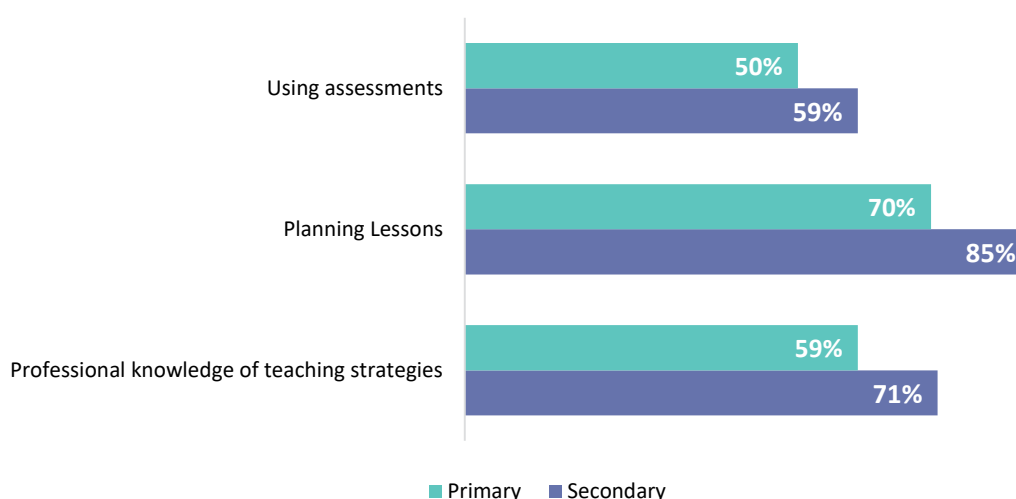 Using assessments
50%
59%
Planning Lessons
70%
85%
Professional knowledge of teaching strategies
59%
71%
Primary
Secondary